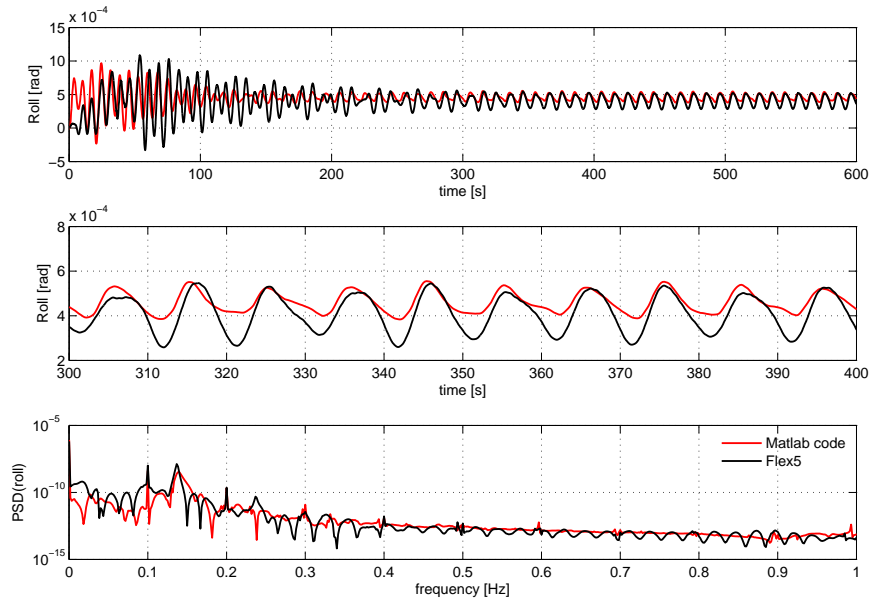 x 10⁻⁴
15
10
5
0
−5
Roll [rad]
0 100 200 300 400 500 600
time [s]
x 10⁻⁴
8
6
4
2
Roll [rad]
300 310 320 330 340 350 360 370 380 390 400
time [s]
10⁻⁵
10⁻¹⁰
10⁻¹⁵
PSD(roll)
Matlab code
Flex5
0 0.1 0.2 0.3 0.4 0.5 0.6 0.7 0.8 0.9 1
frequency [Hz]